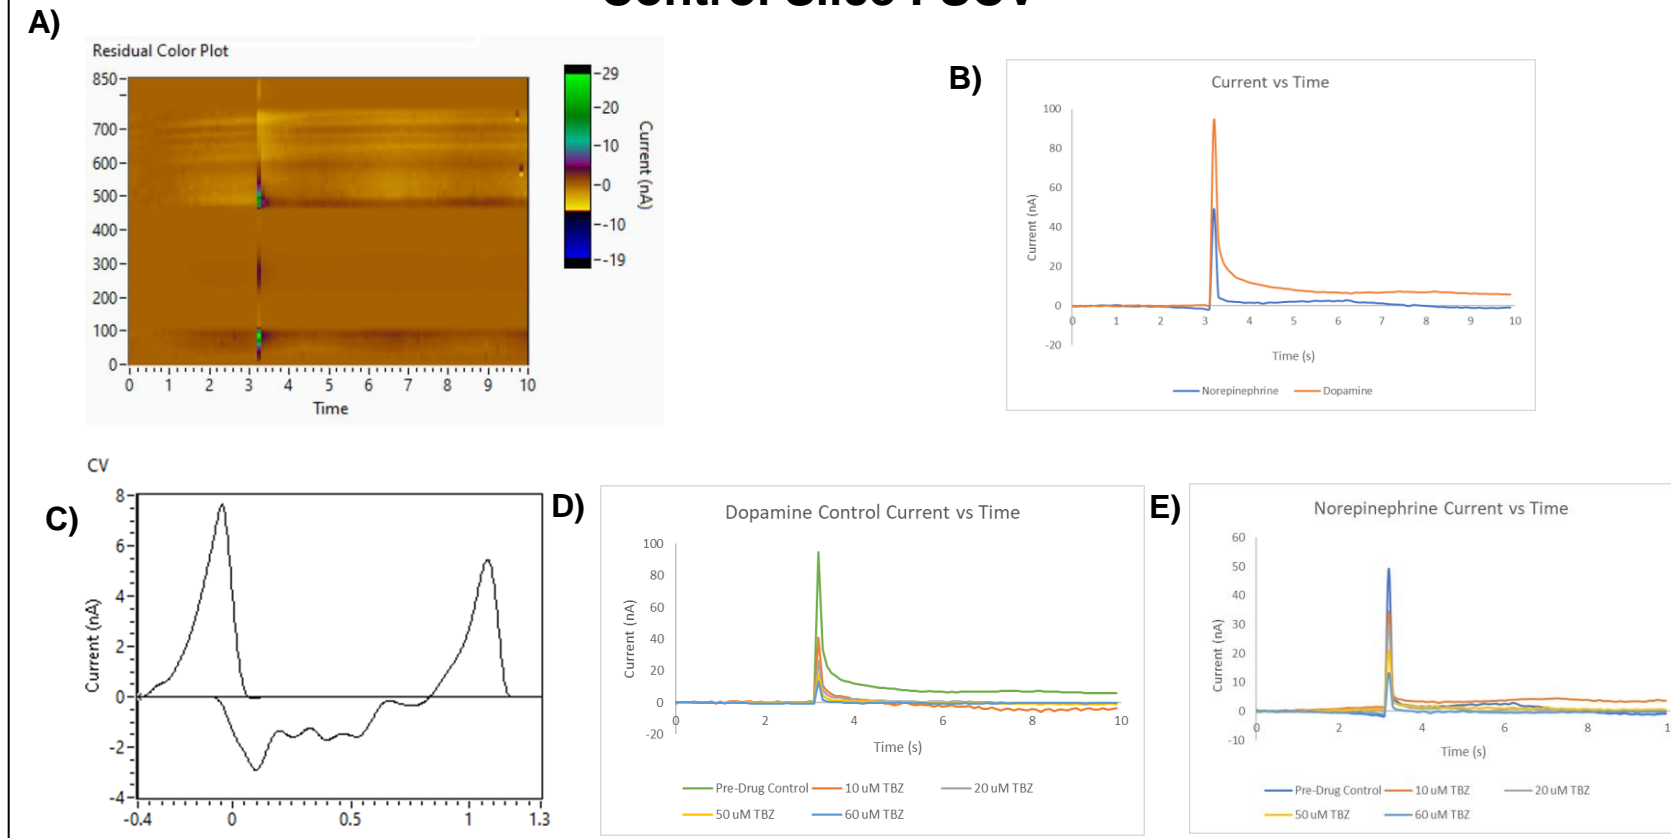 Control Slice FSCV
A)
Residual Color Plot
850
700
600
500
400
300
200
100
0
0 1 2 3 4 5 6 7 8 9 10
Time
29
20
10
0
-10
-19
Current (nA)
B)
Current vs Time
100
80
60
40
20
0
-20
0 1 2 3 4 5 6 7 8 9 10
Current (nA)
Time (s)
Norepinephrine Dopamine
C)
CV
8
6
4
2
0
-2
-4
Current (nA)
-0.4 0 0.5 1 1.3
D)
Dopamine Control Current vs Time
100
80
60
40
20
0
-20
0 2 4 6 8 10
Current (nA)
Time (s)
Pre-Drug Control 10 uM TBZ 20 uM TBZ
50 uM TBZ 60 uM TBZ
E)
Norepinephrine Current vs Time
60
50
40
30
20
10
0
-10
0 2 4 6 8 1
Current (nA)
Time (s)
Pre-Drug Control 10 uM TBZ 20 uM TBZ
50 uM TBZ 60 uM TBZ